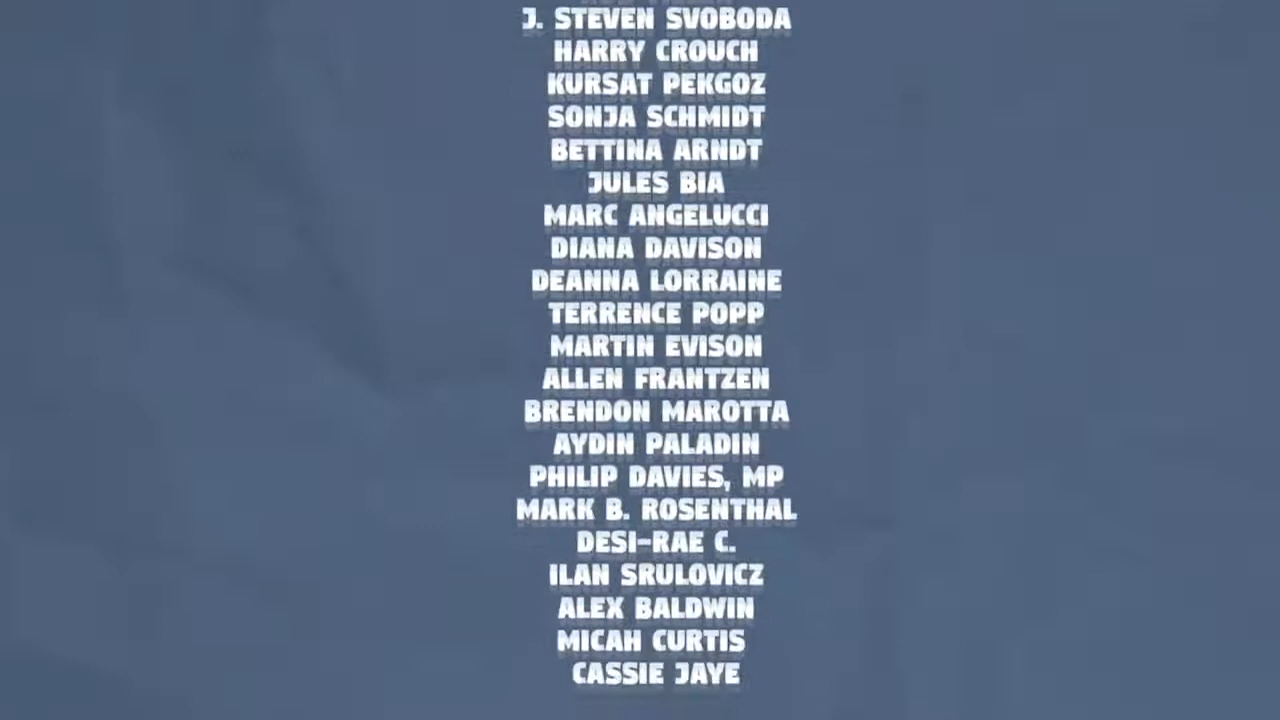 J. STEVEN SVOBODA
HARRY CROUCH
KURSAT PEKGOZ
SONJA SCHMIDT
BETTINA ARNDT
JULES BIA
MARC ANGELUCCI
DIANA DAVISON
DEANNA LORRAINE
TERRENCE POPP
MARTIN EVISON
ALLEN FRANTZEN
BRENDON MAROTTA
AYDIN PALADIN
PHILIP DAVIES, MP
MARK B. ROSENTHAL
DESI-RAE C.
ILAN SRULOVICZ
ALEX BALDWIN
MICAH CURTIS
CASSIE JAYE